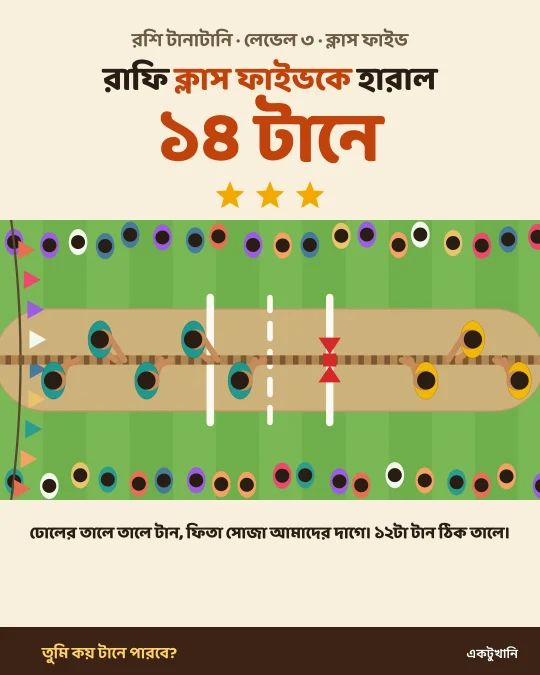 রশি টানাটানি · লেভেল ৩ · ক্লাস ফাইভ
রাফি ক্লাস ফাইভকে হারাল
১৪ টানে
ঢোলের তালে তালে টান, ফিতা সোজা আমাদের দাগে। ১২টা টান ঠিক তালে।
তুমি কয় টানে পারবে?
একটুখানি